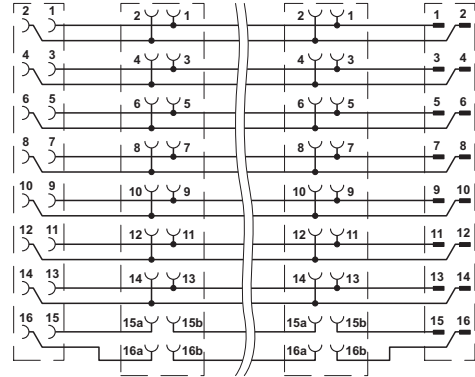 2 1 2 1 2 1 1 2
4 3 4 3 4 3 3 4
6 5 6 5 6 5 5 6
8 7 8 7 8 7 7 8
10 9 10 9 10 9 9 10
12 11 12 11 12 11 11 12
14 13 14 13 14 13 13 14
16 15 15a 15b 15a 15b 15 16
16a 16b 16a 16b